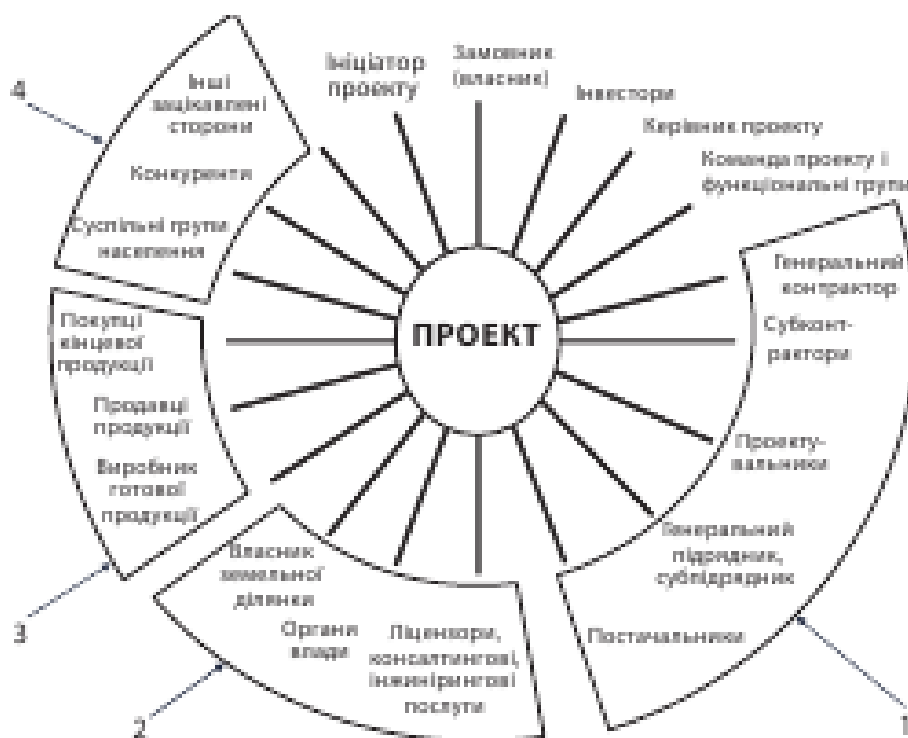 Ініціатор
проекту
Замовник
(власник)
Інвестори
Керівник проекту
Команда проекту і
функціональні групи
Генеральний
контрактор
Субконт-
рактори
Проекту-
вальники
Генеральний
підрядник,
субпідрядник
Постачальники
1
Ліцензори,
консалтингові,
інжинірингові
послуги
Органи
влади
Власник
земельної
ділянки
2
Виробник
готової
продукції
Продавці
продукції
Покупці
кінцевої
продукції
3
Суспільні групи
населення
Конкуренти
Інші
зацікавлені
сторони
4
ПРОЕКТ